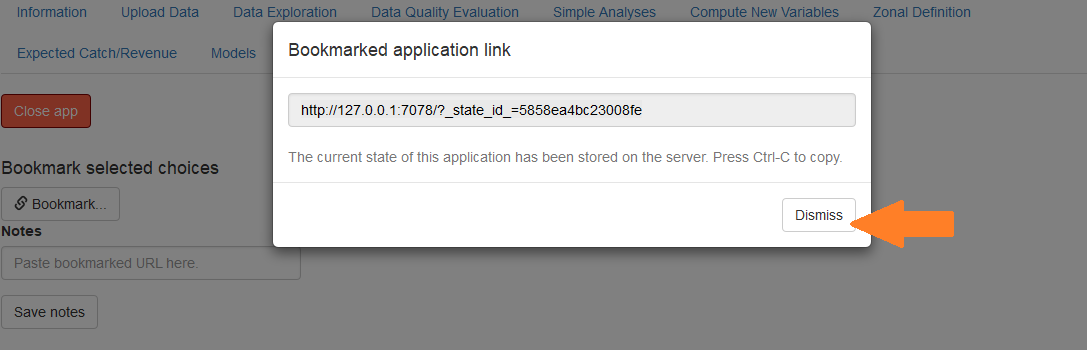 Information Upload Data Data Exploration Data Quality Evaluation Simple Analyses Compute New Variables Zonal Definition
Expected Catch/Revenue Models
Bookmarked application link
http://127.0.0.1:7078/?_state_id_=5858ea4bc23008fe
The current state of this application has been stored on the server. Press Ctrl-C to copy.
Dismiss
Close app
Bookmark selected choices
Bookmark...
Notes
Paste bookmarked URL here.
Save notes